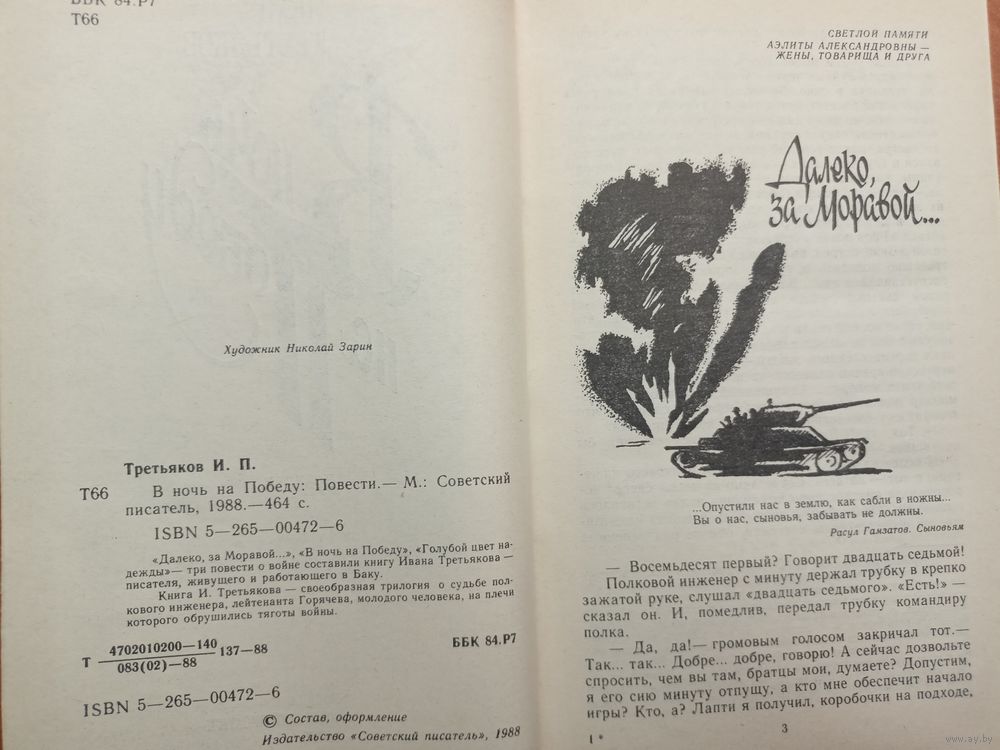 ББК 84.Р7
Т66
Художник Николай Зарин
Третьяков И. П.
Т66 В ночь на Победу: Повести.— М.: Советский
писатель, 1988.—464 с.
ISBN 5—265—00472—6
«Далеко, за Моравой...», «В ночь на Победу», «Голубой цвет на-
дежды»— три повести о войне составили книгу Ивана Третьякова —
писателя, живущего и работающего в Баку.
Книга И. Третьякова — своеобразная трилогия о судьбе пол-
кового инженера, лейтенанта Горячева, молодого человека, на плечи
которого обрушились тяготы войны.
Т 4702010200—140
083(02)—88 137—88 ББК 84.Р7
ISBN 5—265—00472—6
© Состав, оформление
Издательство «Советский писатель», 1988
СВЕТЛОЙ ПАМЯТИ
АЭЛИТЫ АЛЕКСАНДРОВНЫ —
ЖЕНЫ, ТОВАРИЩА И ДРУГА
Далеко,
за Моравой...
...Опустили нас в землю, как сабли в ножны...
Вы о нас, сыновья, забывать не должны.
Расул Гамзатов. Сыновьям
— Восемьдесят первый? Говорит двадцать седьмой!
Полковой инженер с минуту держал трубку в крепко
зажатой руке, слушал «двадцать седьмого». «Есть!» —
сказал он. И, помедлив, передал трубку командиру
полка.
— Да, да!— громовым голосом закричал тот.—
Так... так... Добре... добре, говорю! А сейчас дозвольте
спросить, чем вы там, братцы мои, думаете? Допустим,
я его сию минуту отпущу, а кто мне обеспечит начало
игры? Кто, а? Лапти я получил, коробочки на подходе,
1 *
3
www.ay.by